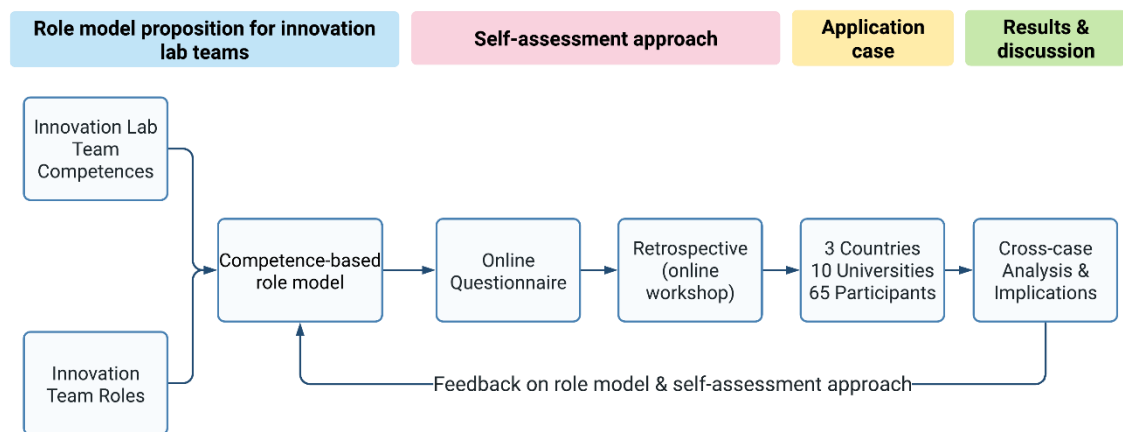 Role model proposition for innovation
lab teams
Self-assessment approach
Application
case
Results &
discussion
Innovation Lab
Team
Competences
Innovation
Team Roles
Competence-based
role model
Online
Questionnaire
Retrospective
(online
workshop)
3 Countries
10 Universities
65 Participants
Cross-case
Analysis &
Implications
Feedback on role model & self-assessment approach